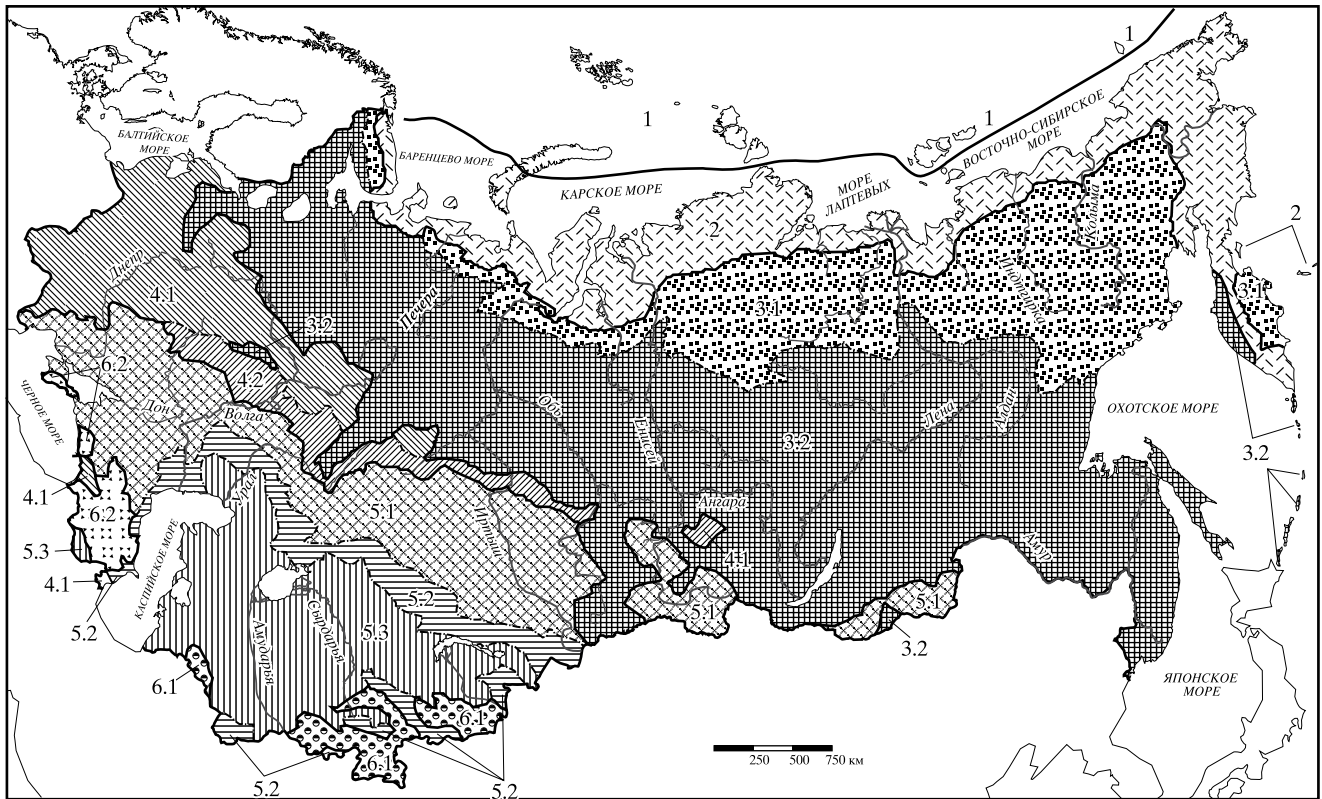 1
1
1
БАЛТИЙСКОЕ
МОРЕ
БАРЕНЦЕВО МОРЕ
КАРСКОЕ МОРЕ
МОРЕ
ЛАПТЕВЫХ
ВОСТОЧНО-СИБИРСКОЕ
МОРЕ
2
2
Колыма
Индигирка
3.1
3.1
Днепр
4.1
Печера
3.2
6.2
4.2
ЧЕРНОЕ МОРЕ
Дон
Волга
Обь
Енисей
3.2
Лена
Алдан
ОХОТСКОЕ МОРЕ
3.2
4.1
Урал
5.1
Иртыш
Ангара
6.2
5.3
4.1
КАСПИЙСКОЕ МОРЕ
4.1
Амур
5.2
5.2
5.1
5.1
3.2
Амударья
Сырдарья
5.3
6.1
ЯПОНСКОЕ
МОРЕ
6.1
6.1
5.2
5.2
250 500 750 км